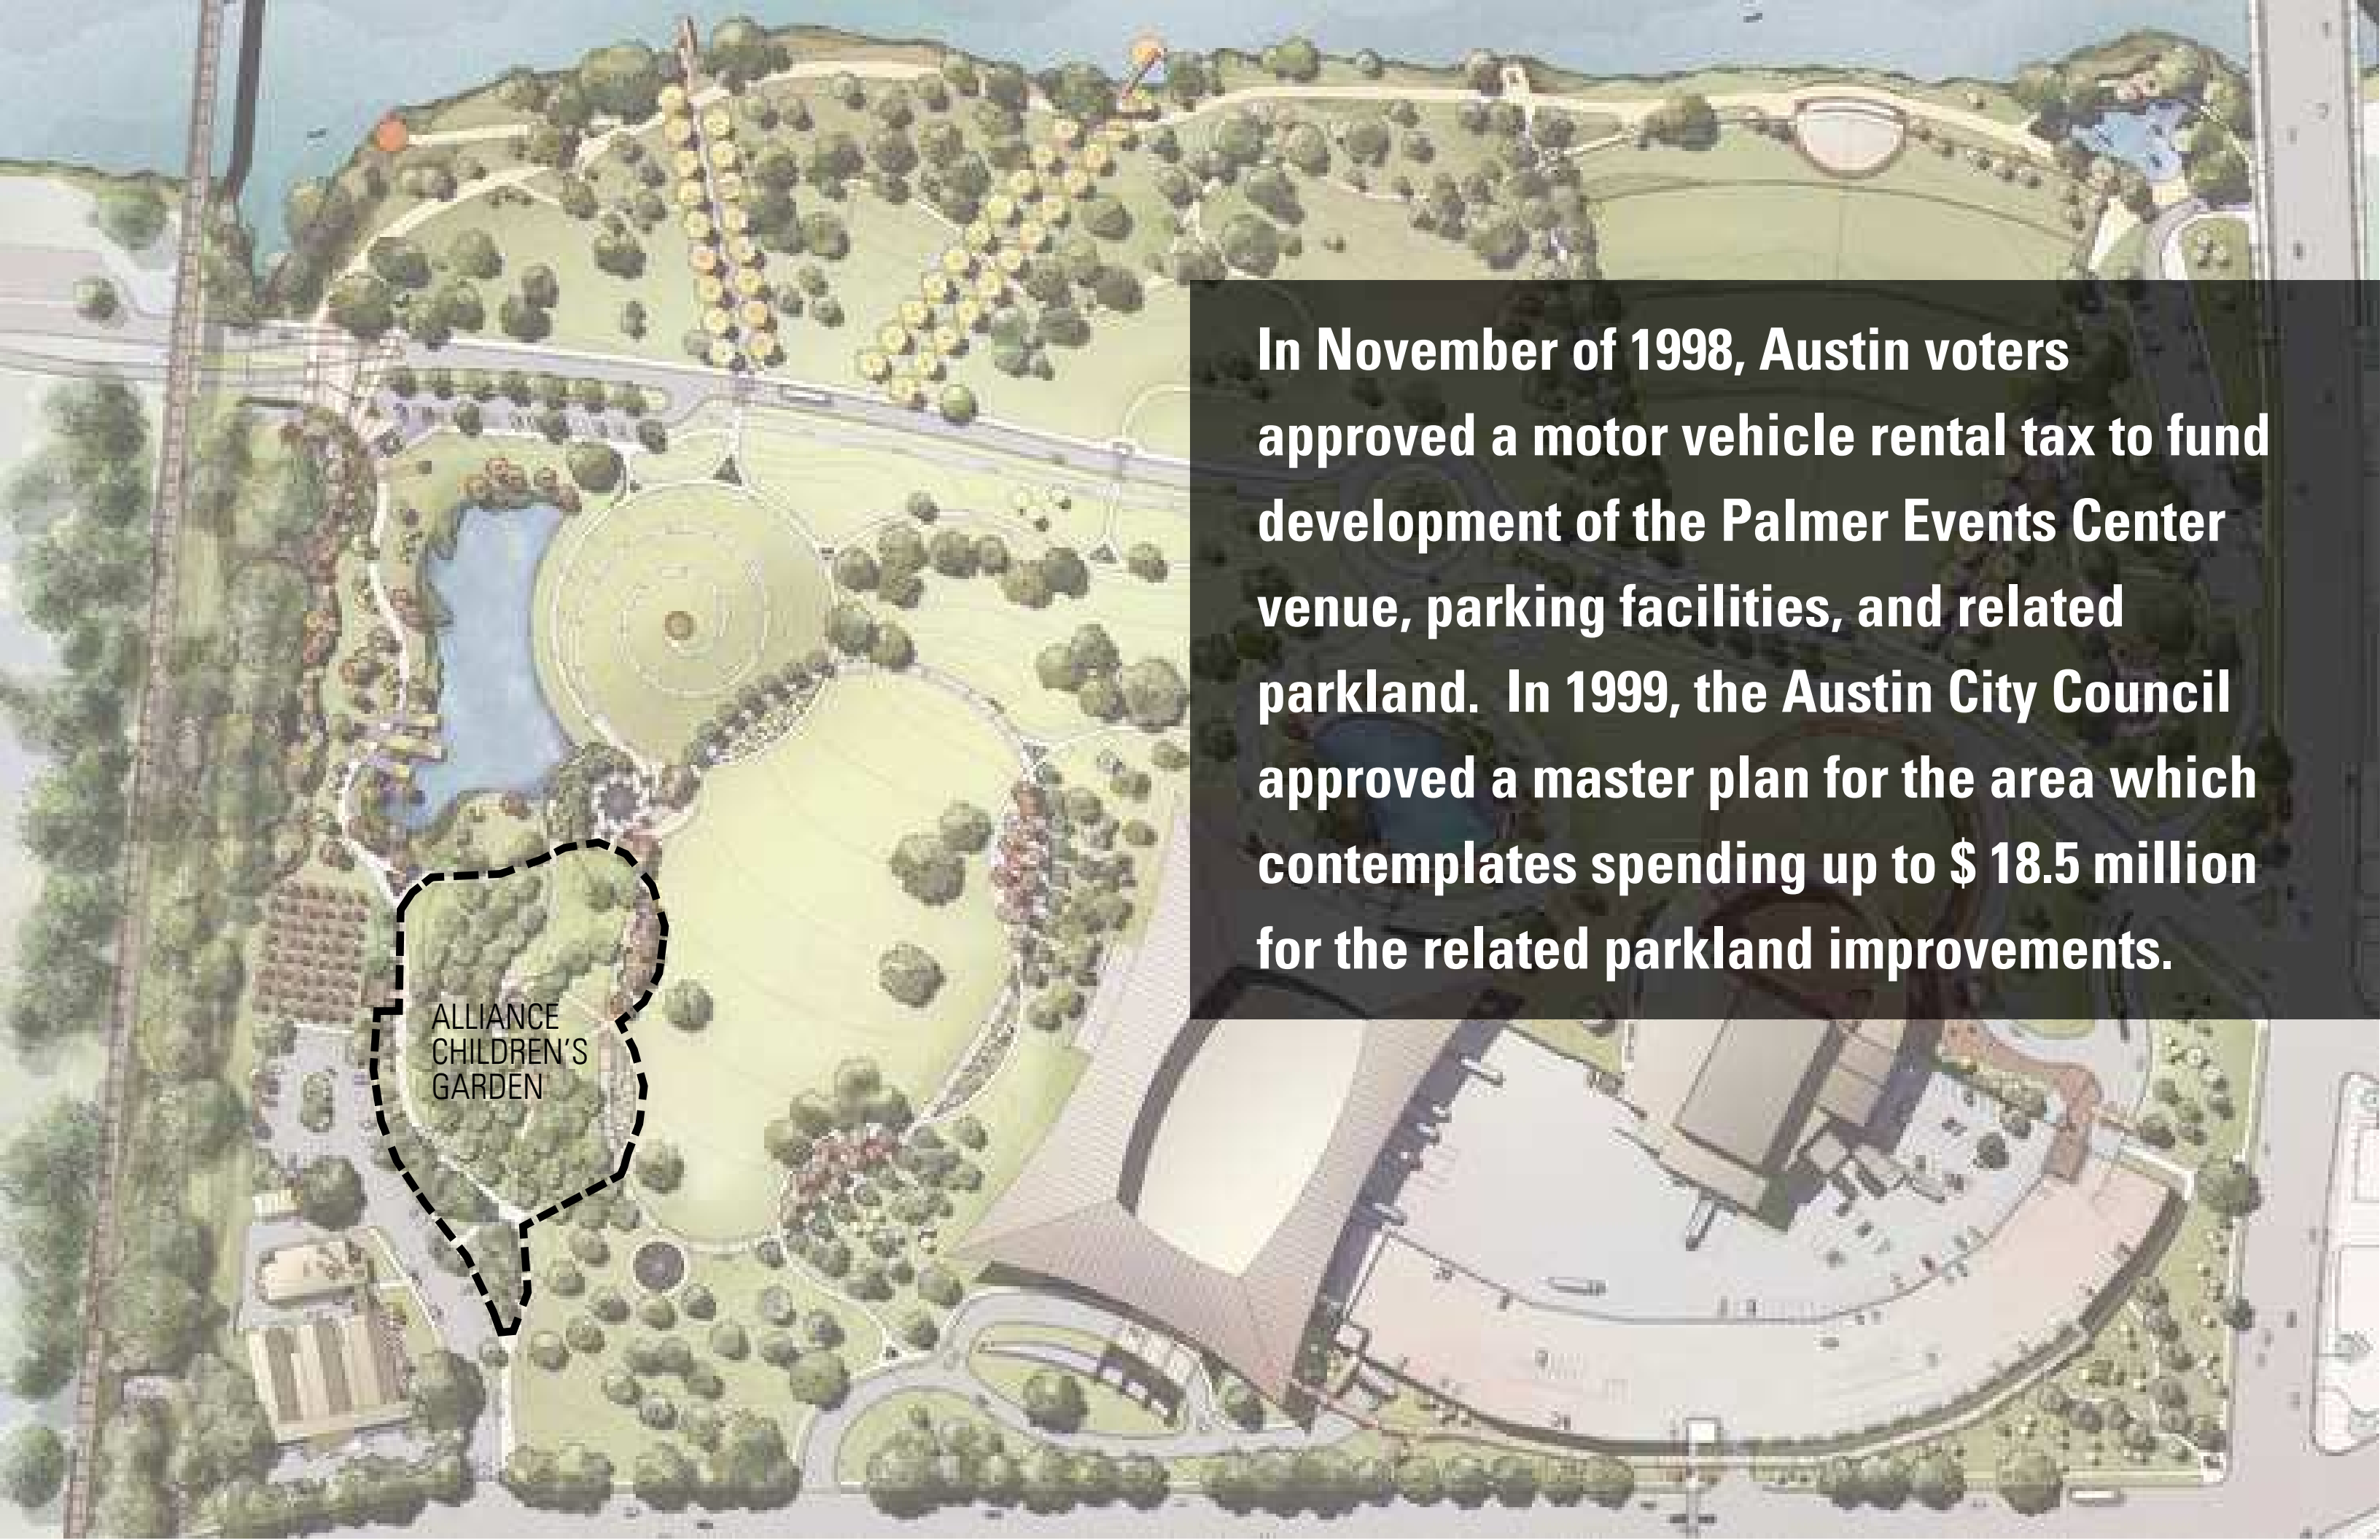 In November of 1998, Austin voters
approved a motor vehicle rental tax to fund
development of the Palmer Events Center
venue, parking facilities, and related
parkland.  In 1999, the Austin City Council
approved a master plan for the area which
contemplates spending up to $ 18.5 million
for the related parkland improvements.
ALLIANCE
CHILDREN'S
GARDEN